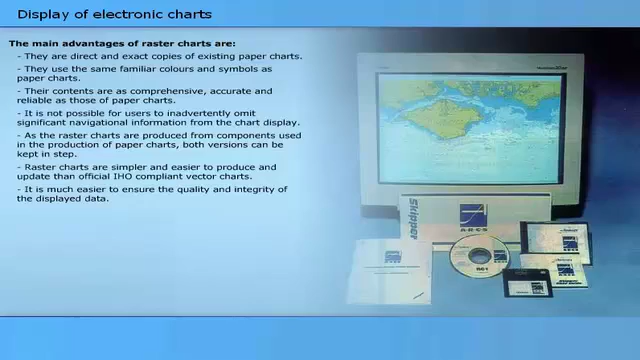 Display of electronic charts
The main advantages of raster charts are:
- They are direct and exact copies of existing paper charts.
- They use the same familiar colours and symbols as
paper charts.
- Their contents are as comprehensive, accurate and
reliable as those of paper charts.
- It is not possible for users to inadvertently omit
significant navigational information from the chart display.
- As the raster charts are produced from components used
in the production of paper charts, both versions can be
kept in step.
- Raster charts are simpler and easier to produce and
update than official IHO compliant vector charts.
- It is much easier to ensure the quality and integrity of
the displayed data.
Skipper
ARCS